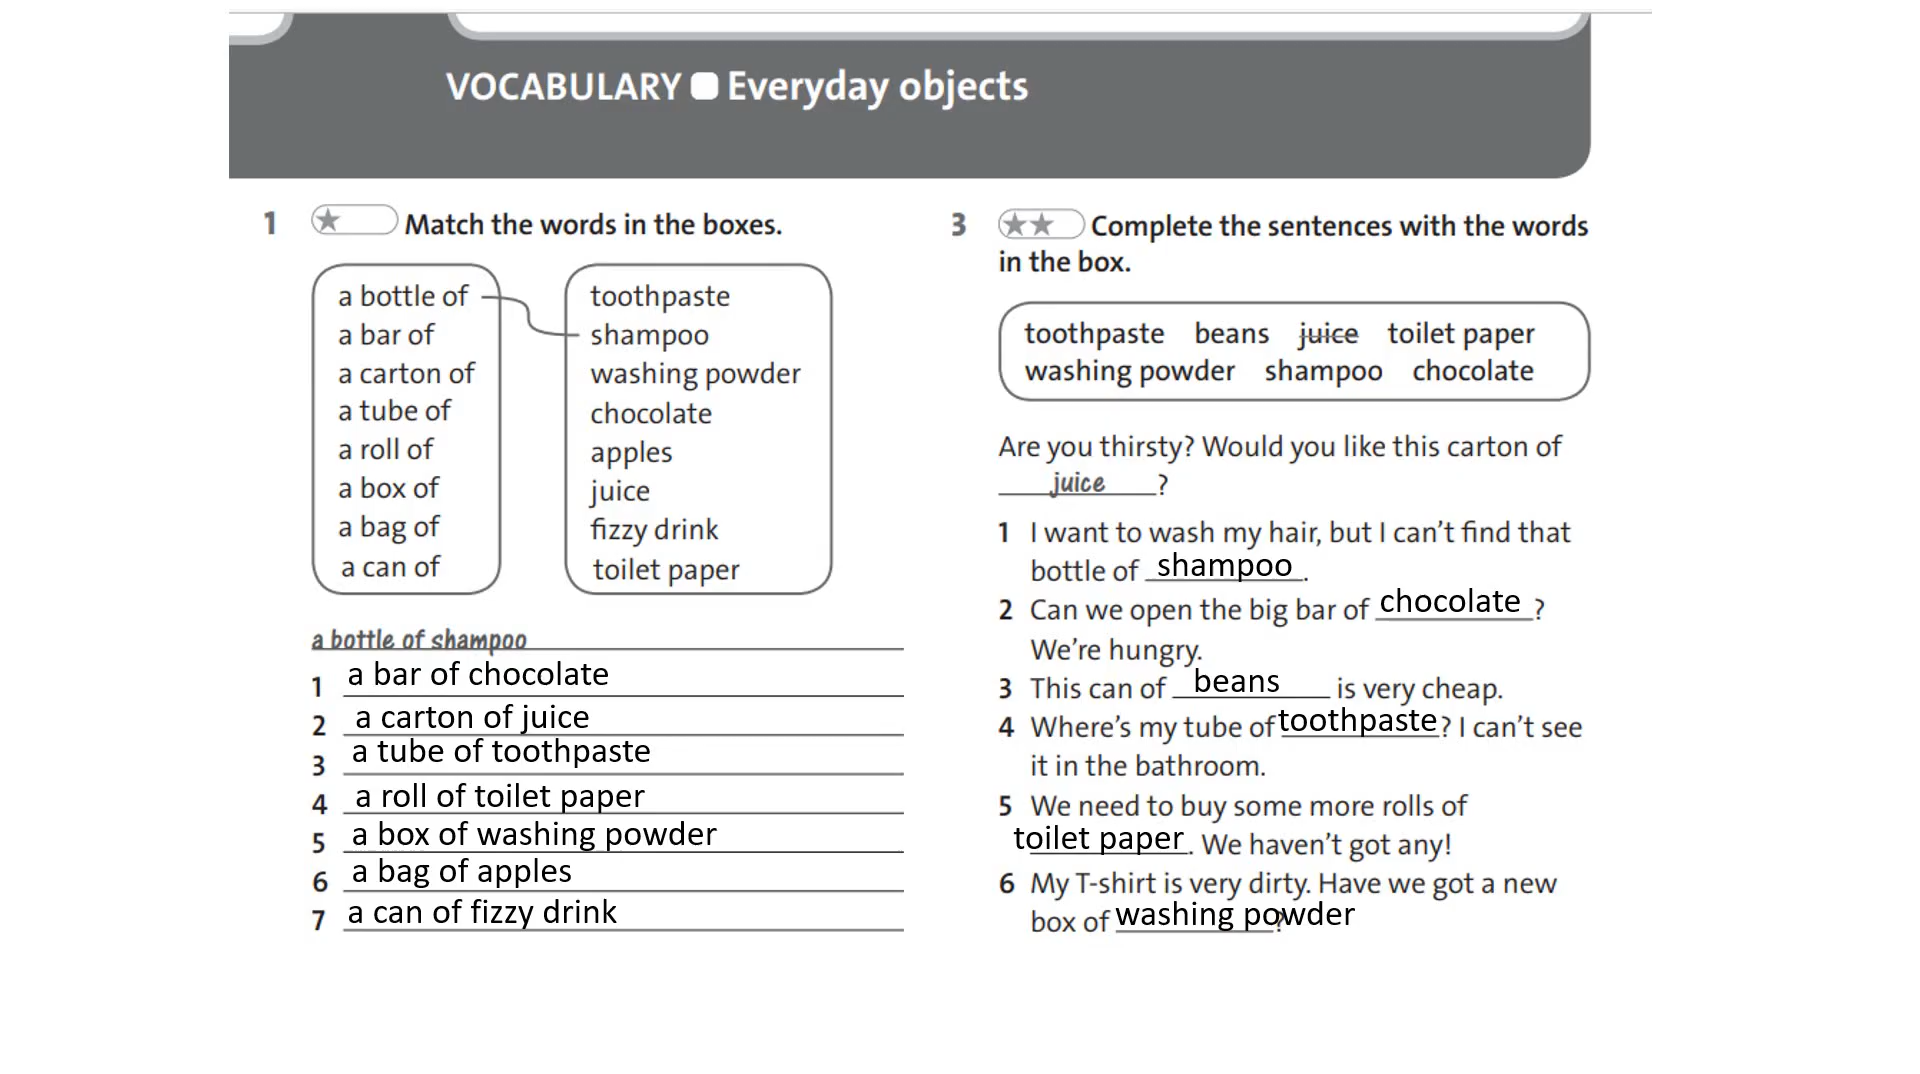 VOCABULARY Everyday objects
1 Match the words in the boxes.
a bottle of
a bar of
a carton of
a tube of
a roll of
a box of
a bag of
a can of
toothpaste
shampoo
washing powder
chocolate
apples
juice
fizzy drink
toilet paper
a bottle of shampoo
1 a bar of chocolate
2 a carton of juice
3 a tube of toothpaste
4 a roll of toilet paper
5 a box of washing powder
6 a bag of apples
7 a can of fizzy drink
3 Complete the sentences with the words
in the box.
toothpaste beans juice toilet paper
washing powder shampoo chocolate
Are you thirsty? Would you like this carton of
juice ?
1 I want to wash my hair, but I can't find that
bottle of shampoo.
2 Can we open the big bar of chocolate ?
We're hungry.
3 This can of beans is very cheap.
4 Where's my tube of toothpaste? I can't see
it in the bathroom.
5 We need to buy some more rolls of
toilet paper. We haven't got any!
6 My T-shirt is very dirty. Have we got a new
box of washing powder?